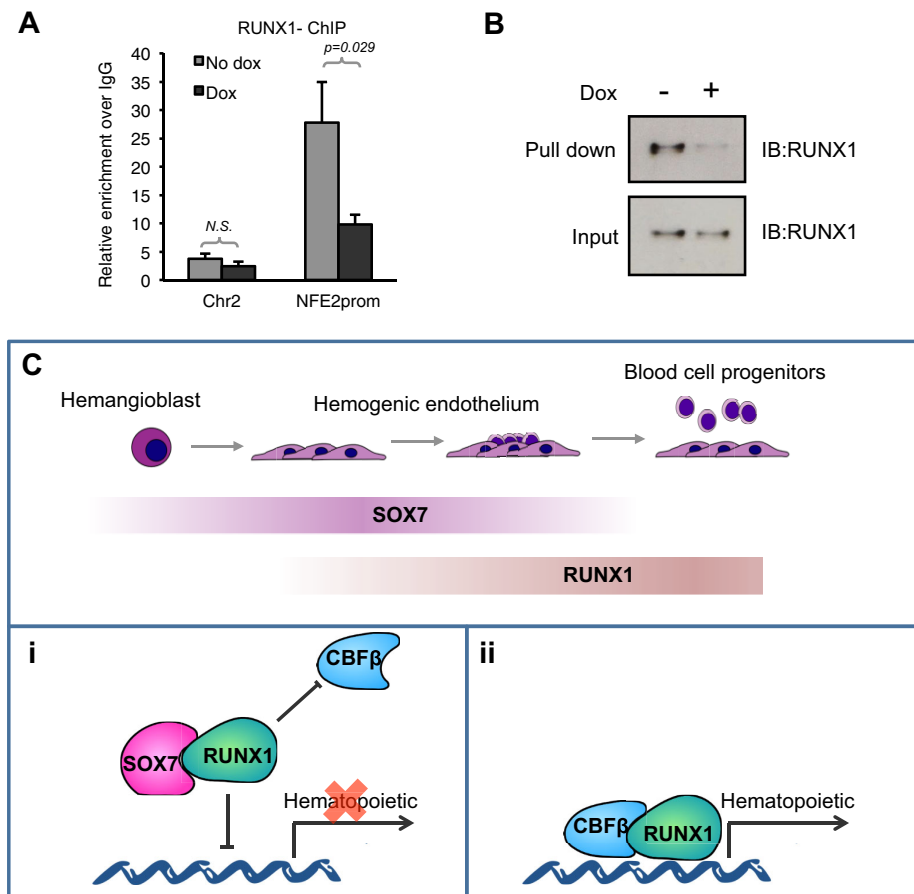 A
RUNX1- ChIP
p=0.029
Relative enrichment over IgG
40
35
30
25
20
15
10
5
0
No dox
Dox
N.S.
Chr2
NFE2prom
B
Dox - +
Pull down IB:RUNX1
Input IB:RUNX1
C
Hemangioblast
Hemogenic endothelium
Blood cell progenitors
SOX7
RUNX1
i
CBFβ
SOX7
RUNX1
Hematopoietic
ii
CBFβ
RUNX1
Hematopoietic